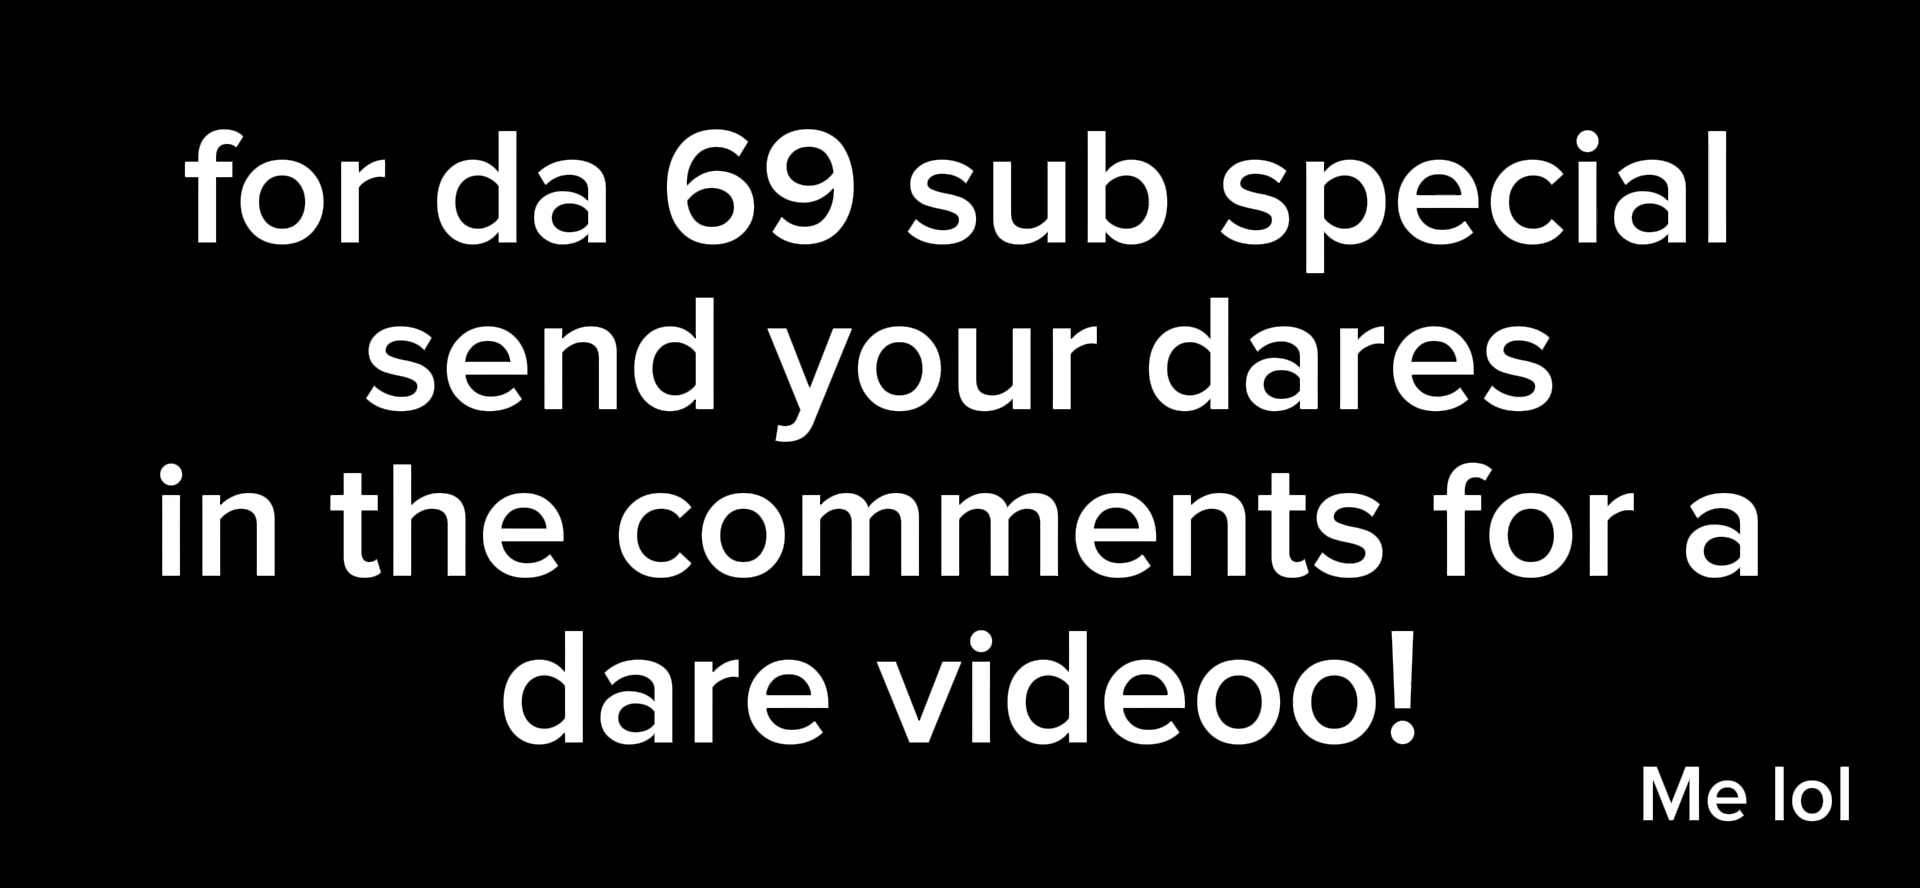 for da 69 sub special
send your dares
in the comments for a
dare videoo!
Me lol